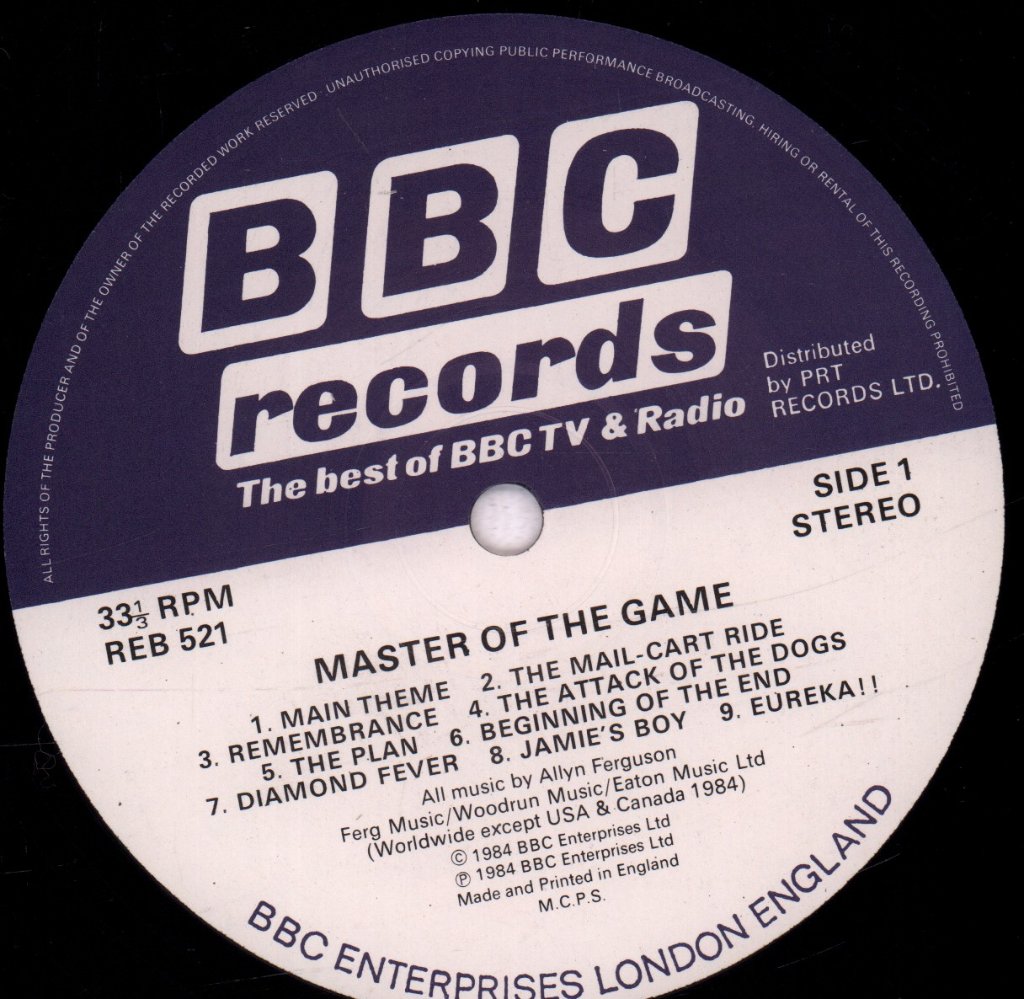 ALL RIGHTS OF THE PRODUCER AND OF THE OWNER OF THE RECORDED WORK RESERVED · UNAUTHORISED COPYING PUBLIC PERFORMANCE BROADCASTING, HIRING OR RENTAL OF THIS RECORDING PROHIBITED
BBC
records
The best of BBC TV & Radio
Distributed
by PRT
RECORDS LTD.
SIDE 1
STEREO
33⅓ RPM
REB 521
MASTER OF THE GAME
1. MAIN THEME 2. THE MAIL-CART RIDE
3. REMEMBRANCE 4. THE ATTACK OF THE DOGS
5. THE PLAN 6. BEGINNING OF THE END
7. DIAMOND FEVER 8. JAMIE'S BOY 9. EUREKA!!
All music by Allyn Ferguson
Ferg Music/Woodrun Music/Eaton Music Ltd
(Worldwide except USA & Canada 1984)
© 1984 BBC Enterprises Ltd
℗ 1984 BBC Enterprises Ltd
Made and Printed in England
M.C.P.S.
BBC ENTERPRISES LONDON ENGLAND